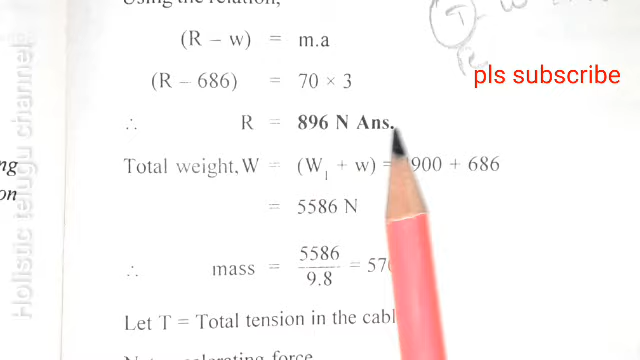 Using the relation,
(R – w) = m.a
(R – 686) = 70 × 3
pls subscribe
∴ R = 896 N Ans.
Total weight, W = (W₁ + w) = 900 + 686
= 5586 N
∴ mass = 5586/9.8 = 57
Let T = Total tension in the cabl
ng
on
Holistic telugu channel